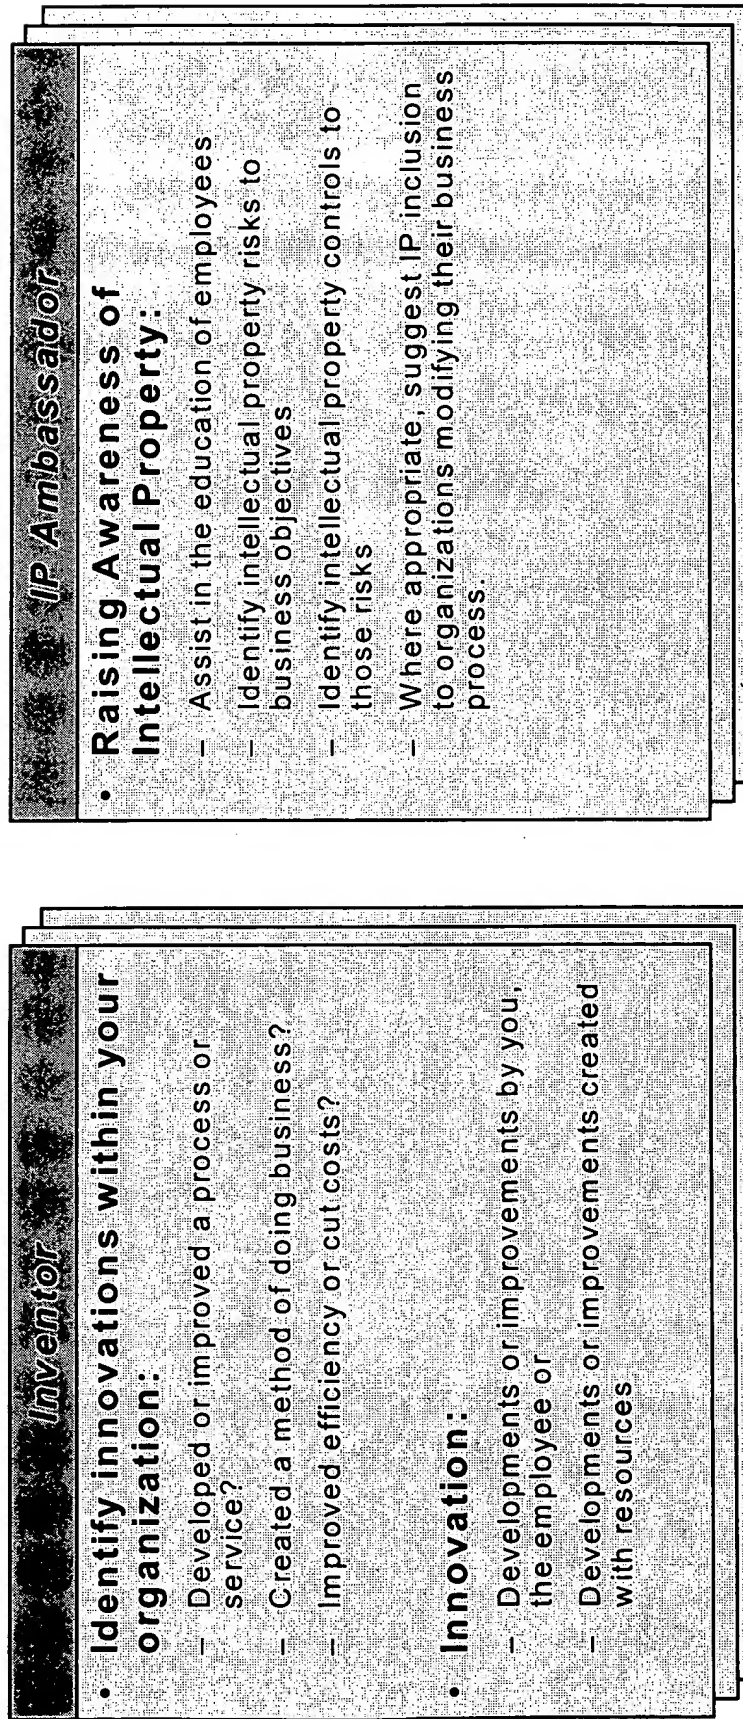 Inventor
• Identify innovations within your
organization:
– Developed or improved a process or
service?
– Created a method of doing business?
– Improved efficiency or cut costs?
• Innovation:
– Developments or improvements by you,
the employee or
– Developments or improvements created
with resources
IP Ambassador
• Raising Awareness of
Intellectual Property:
– Assist in the education of employees
– Identify intellectual property risks to
business objectives
– Identify intellectual property controls to
those risks
– Where appropriate, suggest IP inclusion
to organizations modifying their business
process.